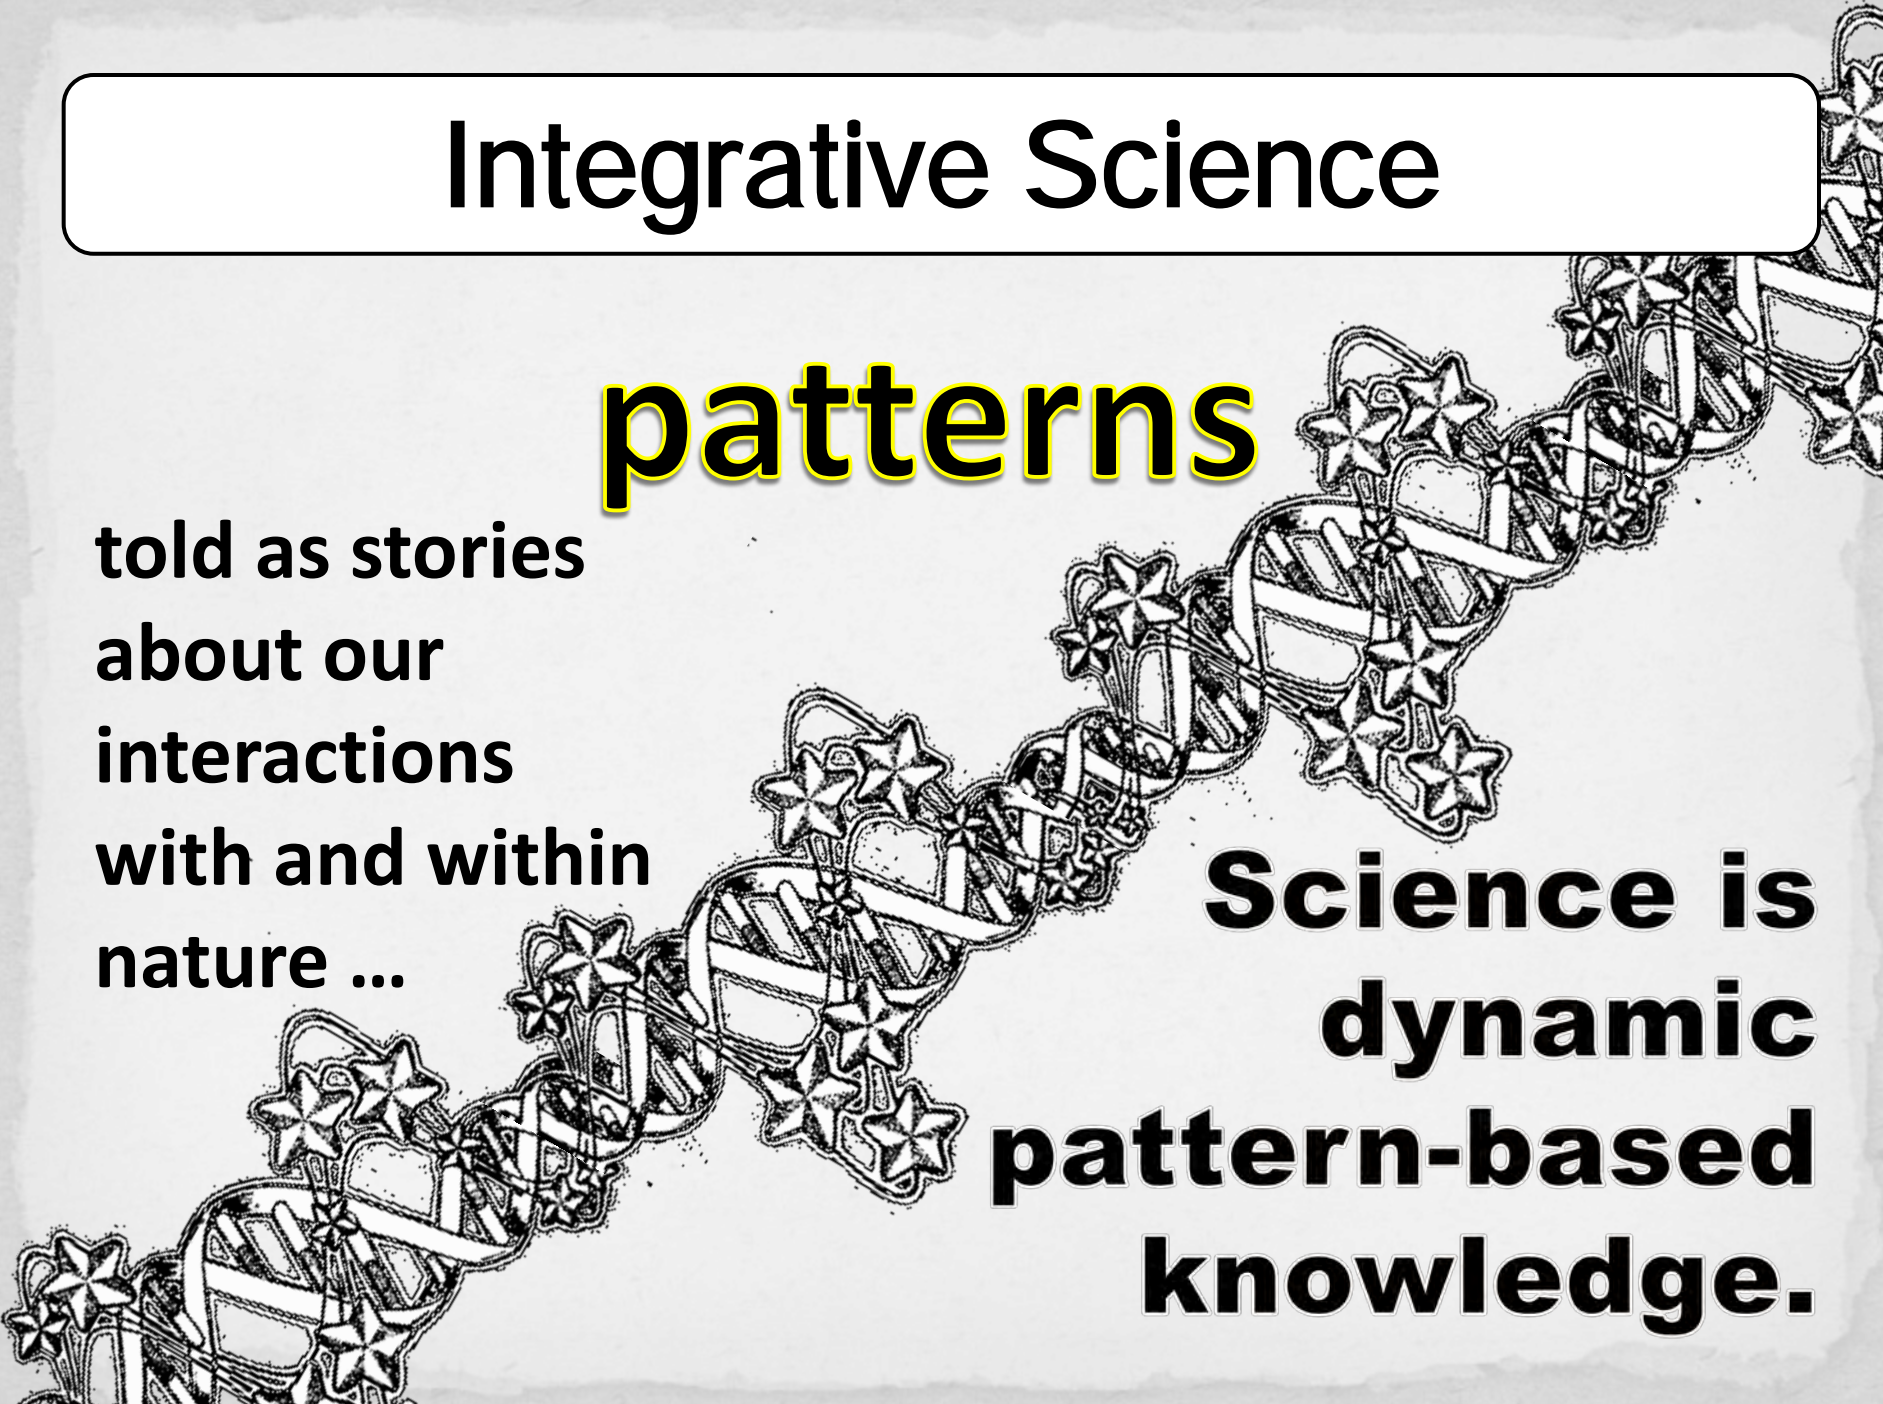 Integrative Science
patterns
told as stories
about our
interactions
with and within
nature ...
Science is
dynamic
pattern-based
knowledge.